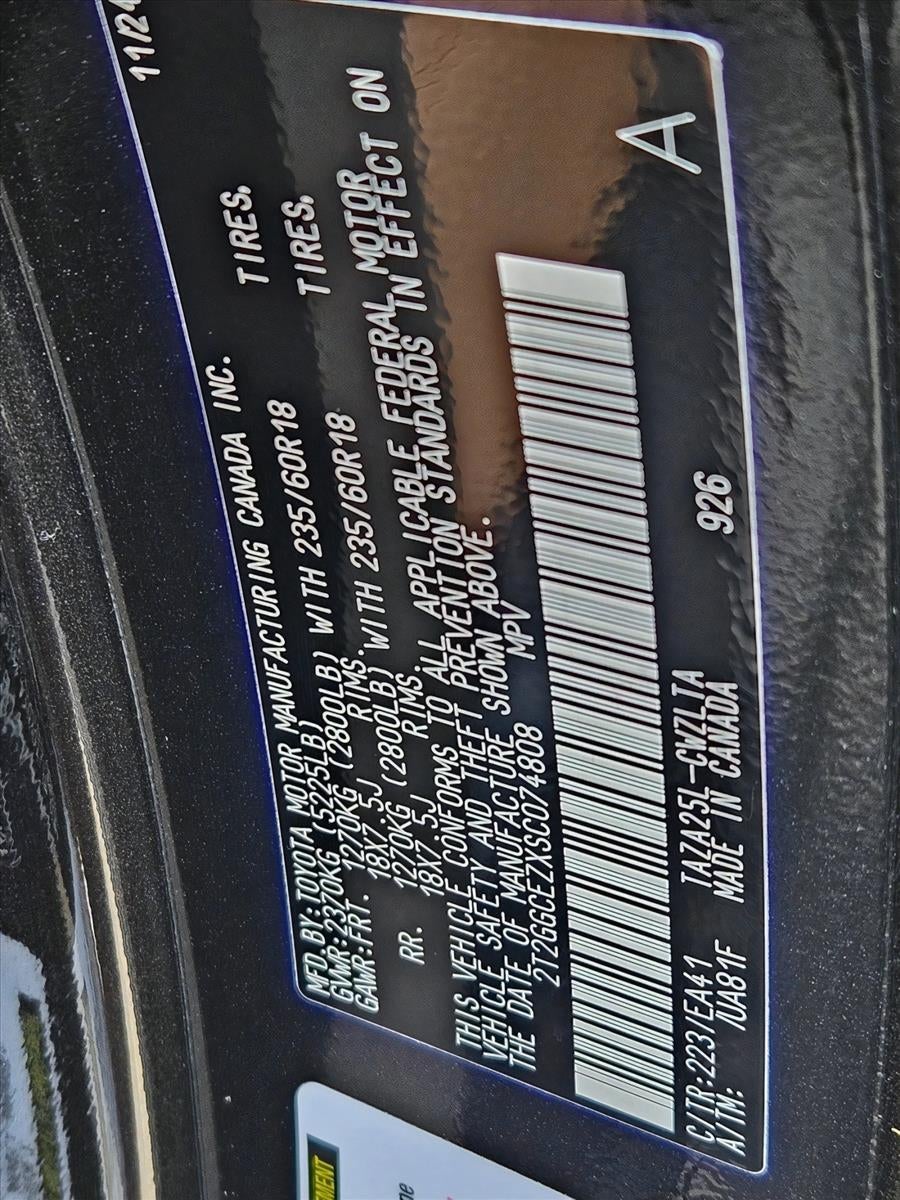 MFD. BY: TOYOTA MOTOR MANUFACTURING CANADA INC. 11/24
GVWR: 2370KG (5225LB)
GAWR: FRT. 1270KG (2800LB) WITH 235/60R18 TIRES.
18X7.5J RIMS.
RR. 1270KG (2800LB) WITH 235/60R18 TIRES.
18X7.5J RIMS.
THIS VEHICLE CONFORMS TO ALL APPLICABLE FEDERAL MOTOR
VEHICLE SAFETY AND THEFT PREVENTION STANDARDS IN EFFECT ON
THE DATE OF MANUFACTURE SHOWN ABOVE.
2T2GGCEZXSC074808 MPV
A
C/TR: 223/EA41 TAZA25L-CWZLIA 926
A/TM: /UA81F MADE IN CANADA